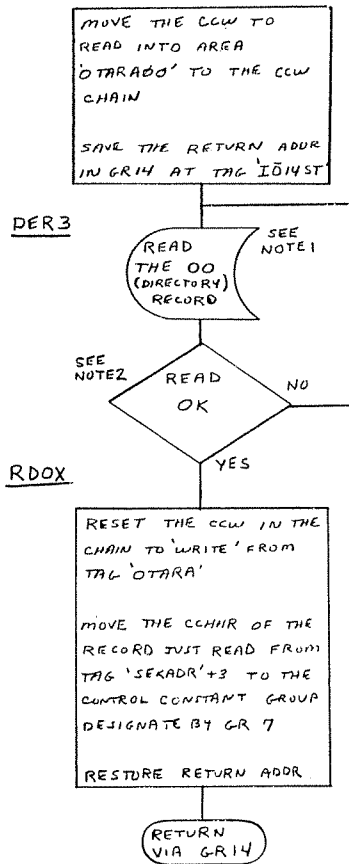 MOVE THE CCW TO
READ INTO AREA
'OTARAØØ' TO THE CCW
CHAIN
SAVE THE RETURN ADDR
IN GR14 AT TAG 'IŌ14ST'
DER3
READ
THE OO
(DIRECTORY)
RECORD
SEE
NOTE1
SEE
NOTE2
READ
OK
NO
YES
RDOX
RESET THE CCW IN THE
CHAIN TO 'WRITE' FROM
TAG 'OTARA'
MOVE THE CCHHR OF THE
RECORD JUST READ FROM
TAG 'SEKADR'+3 TO THE
CONTROL CONSTANT GROUP
DESIGNATE BY GR 7
RESTORE RETURN ADDR
RETURN
VIA GR14